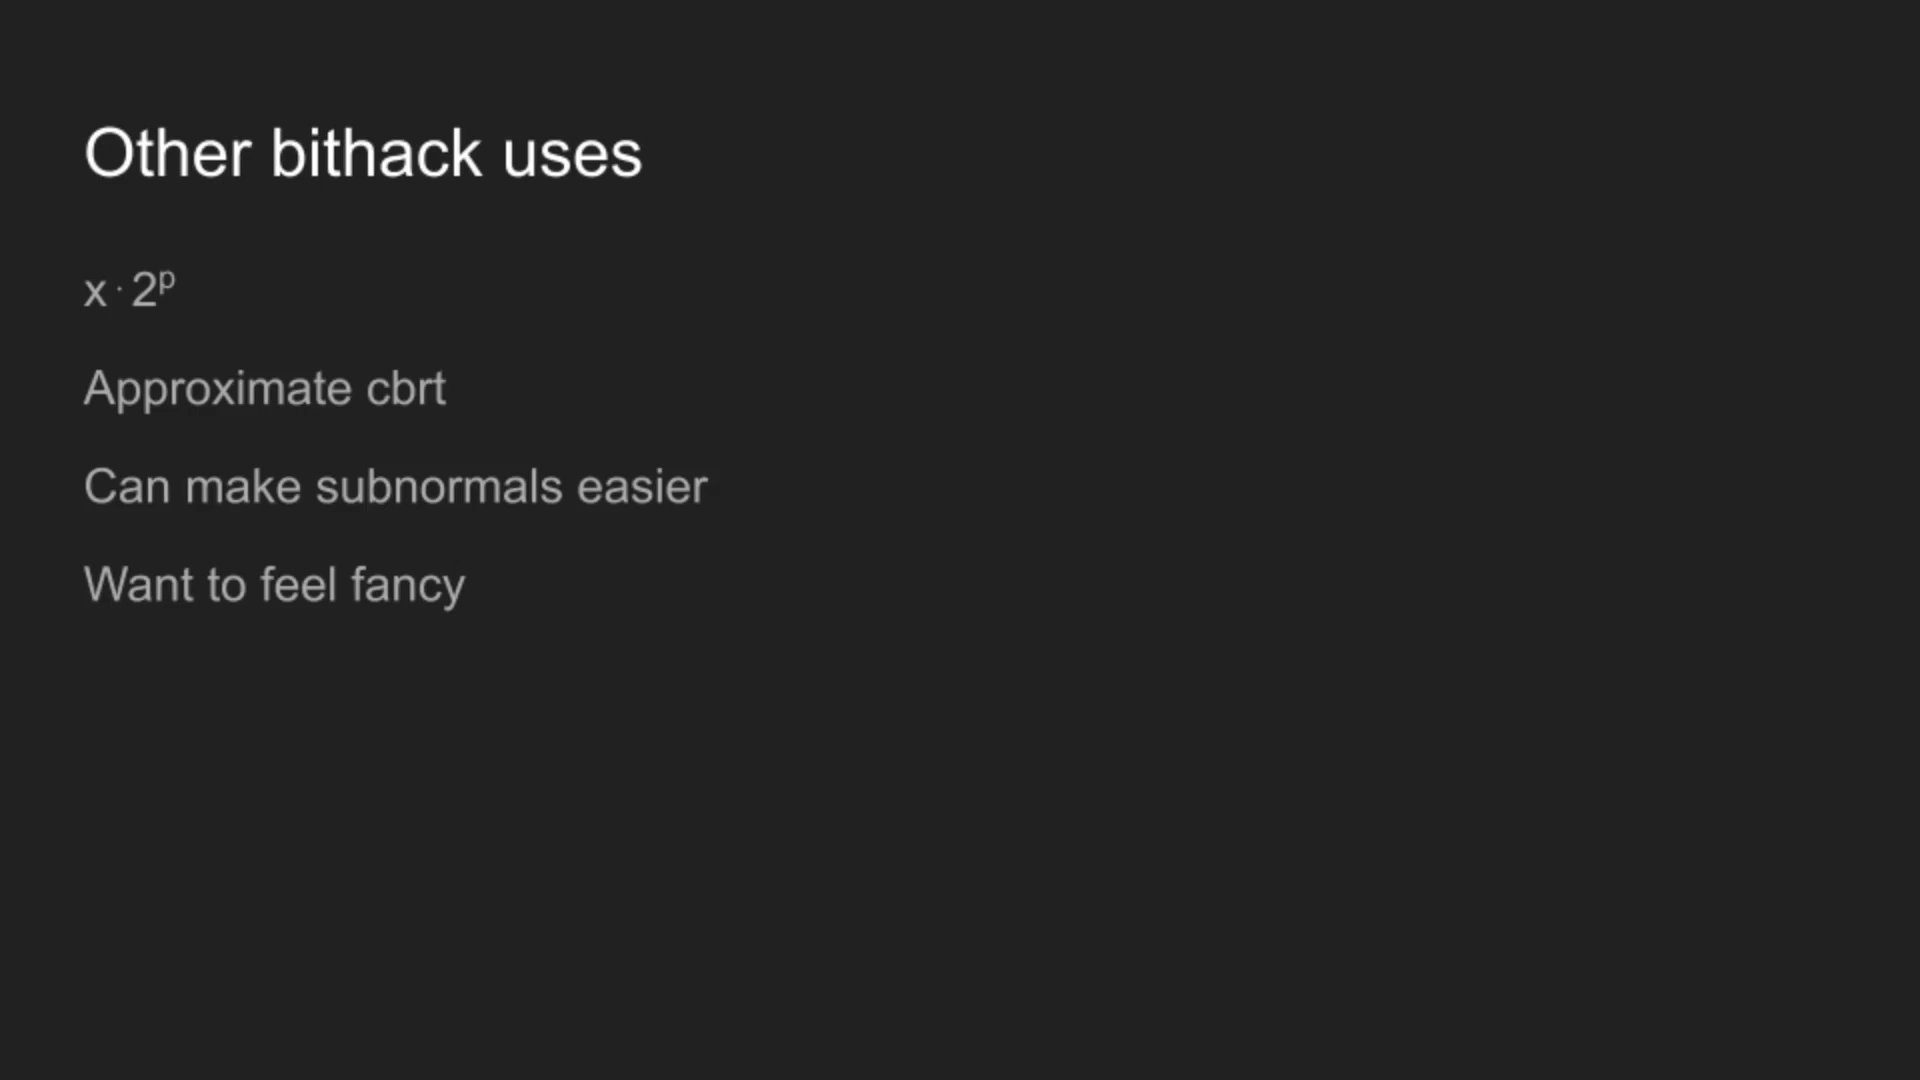 Other bithack uses
x · 2ᵖ
Approximate cbrt
Can make subnormals easier
Want to feel fancy